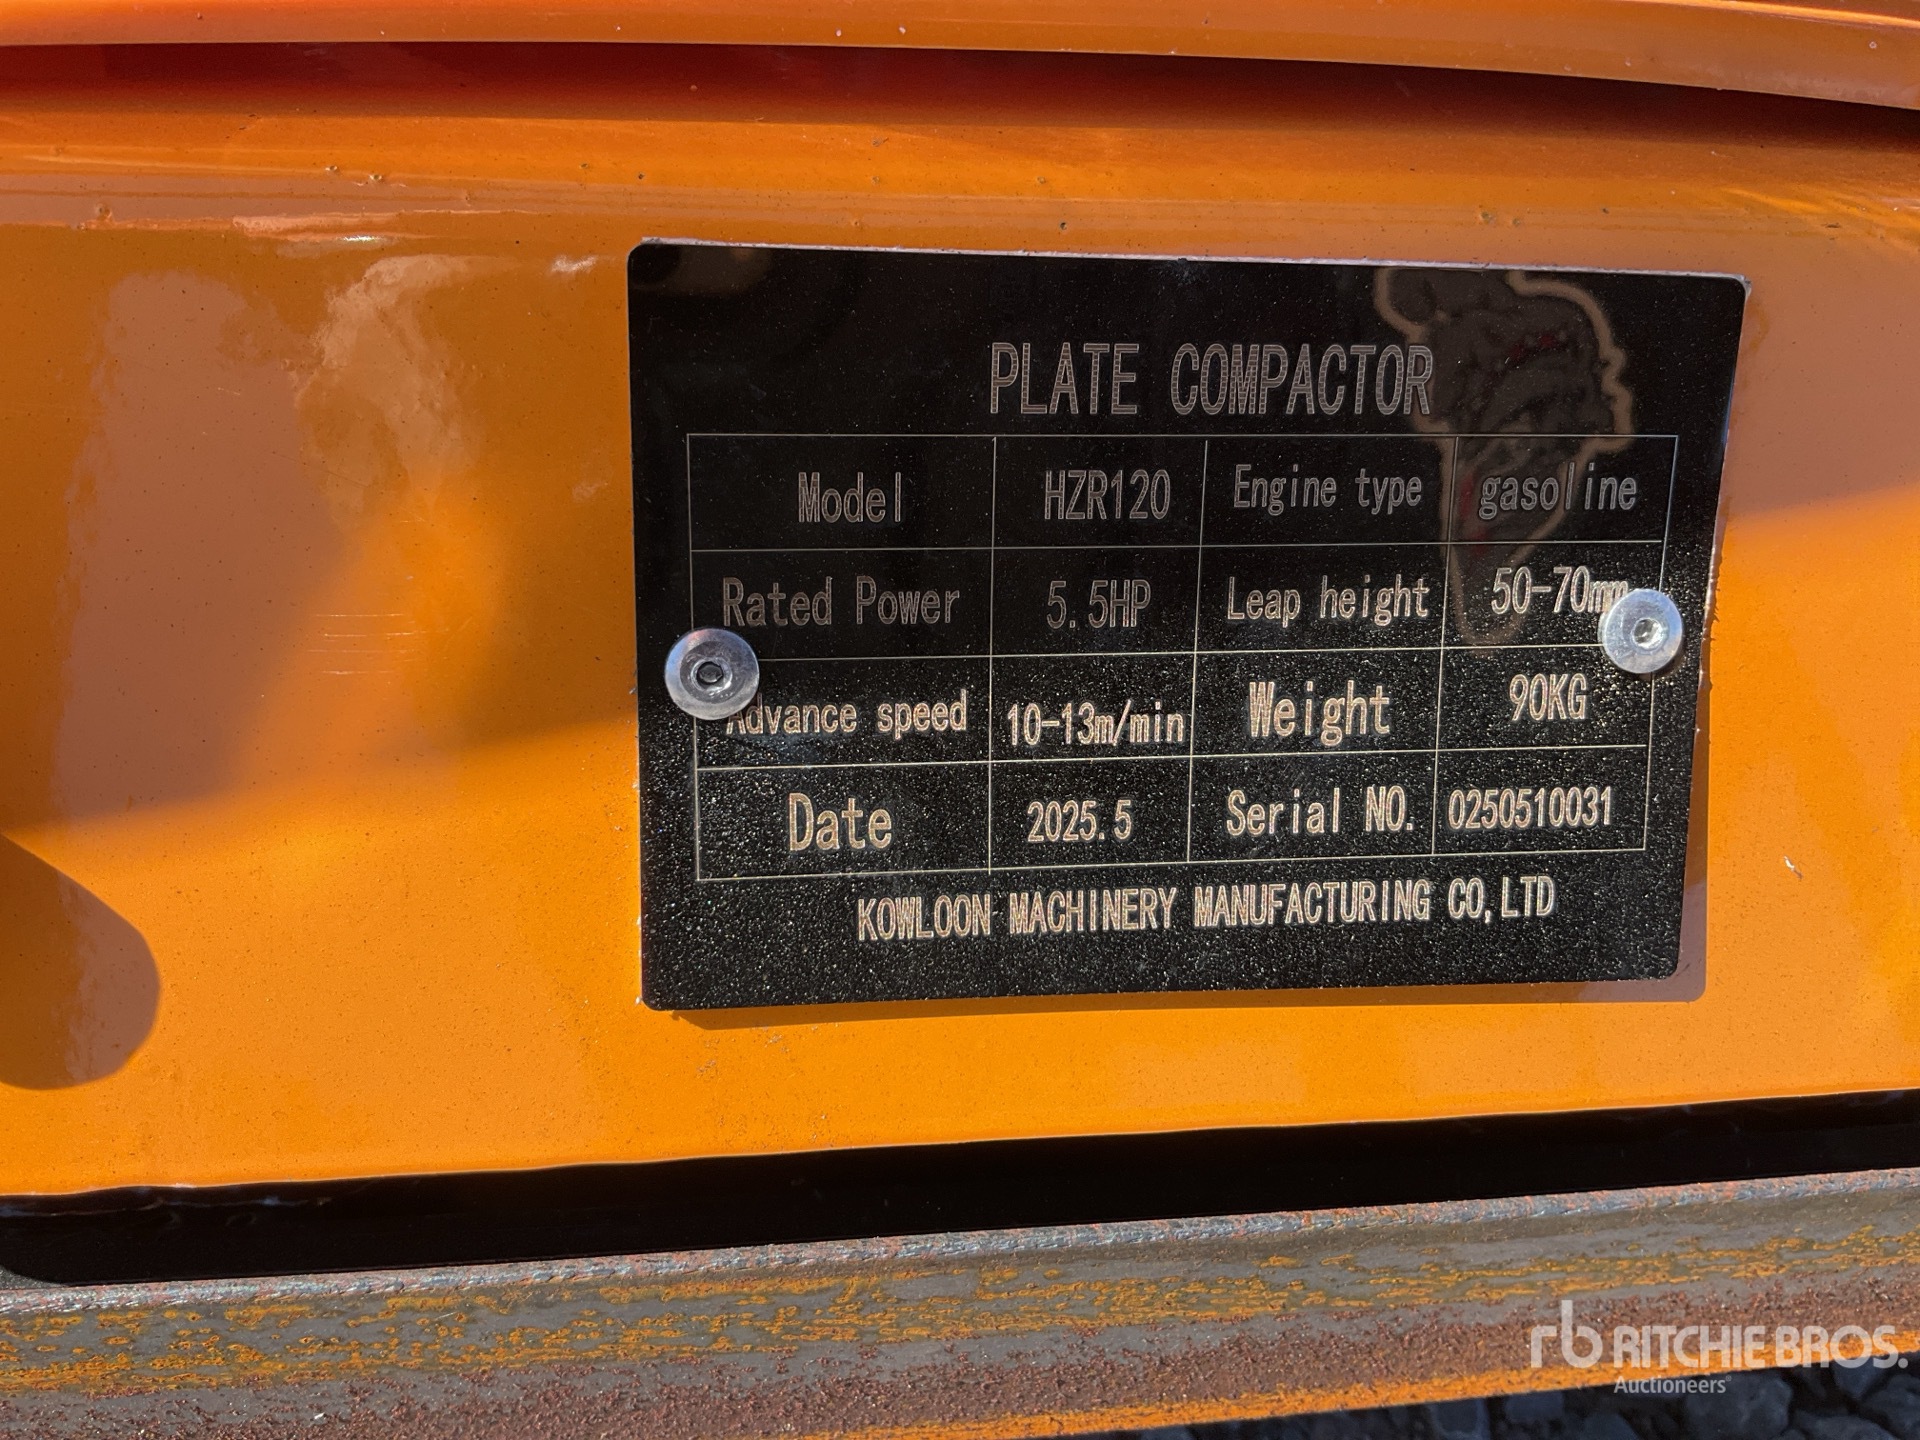 PLATE COMPACTOR
Model HZR120 Engine type gasoline
Rated Power 5.5HP Leap height 50-70mm
Advance speed 10-13m/min Weight 90KG
Date 2025.5 Serial NO. 0250510031
KOWLOON MACHINERY MANUFACTURING CO,LTD
rb RITCHIE BROS.
Auctioneers